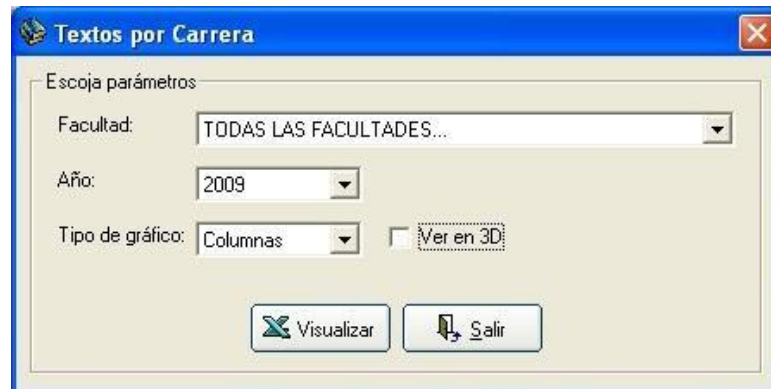 Textos por Carrera
Escoja parámetros
Facultad: TODAS LAS FACULTADES...
Año: 2009
Tipo de gráfico: Columnas Ver en 3D
Visualizar Salir